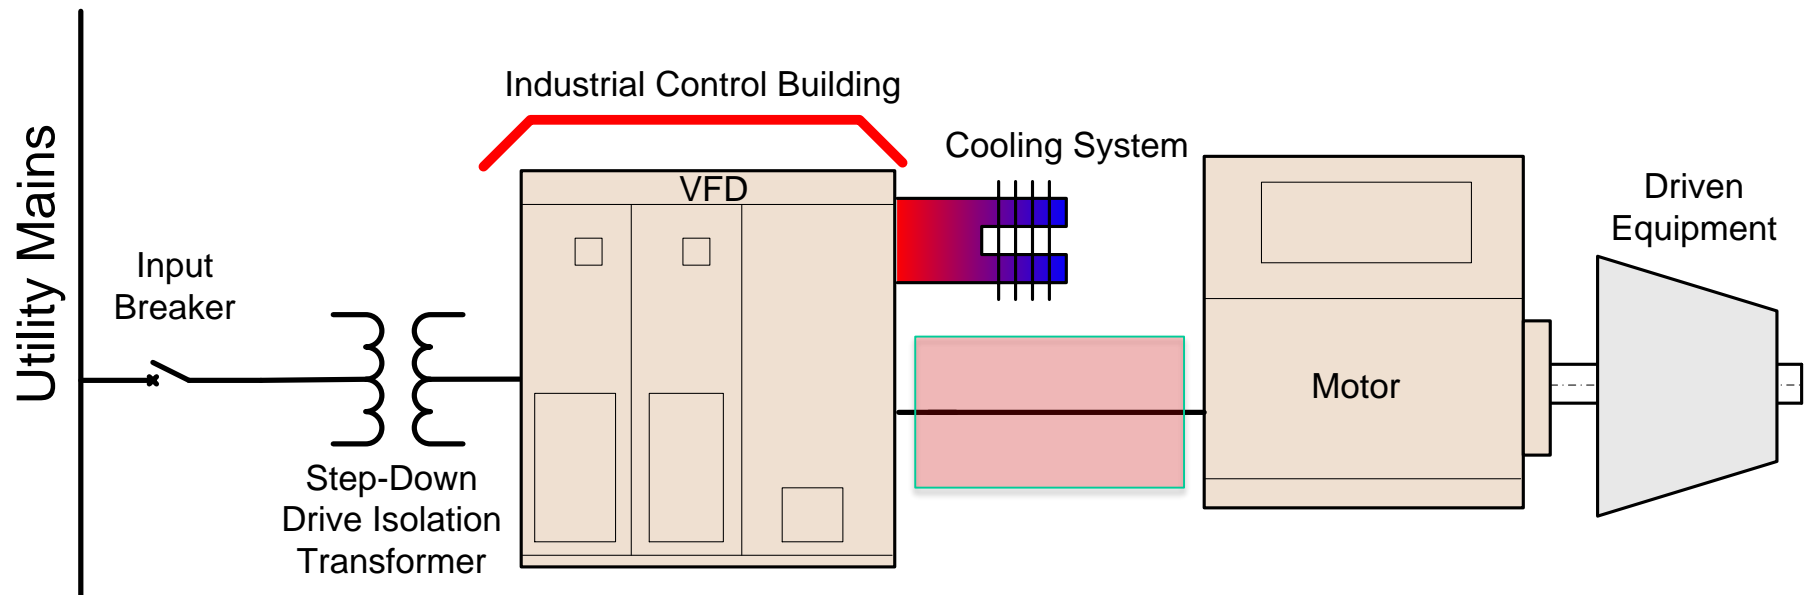 Utility Mains
Input
Breaker
Step-Down
Drive Isolation
Transformer
Industrial Control Building
VFD
Cooling System
Motor
Driven
Equipment